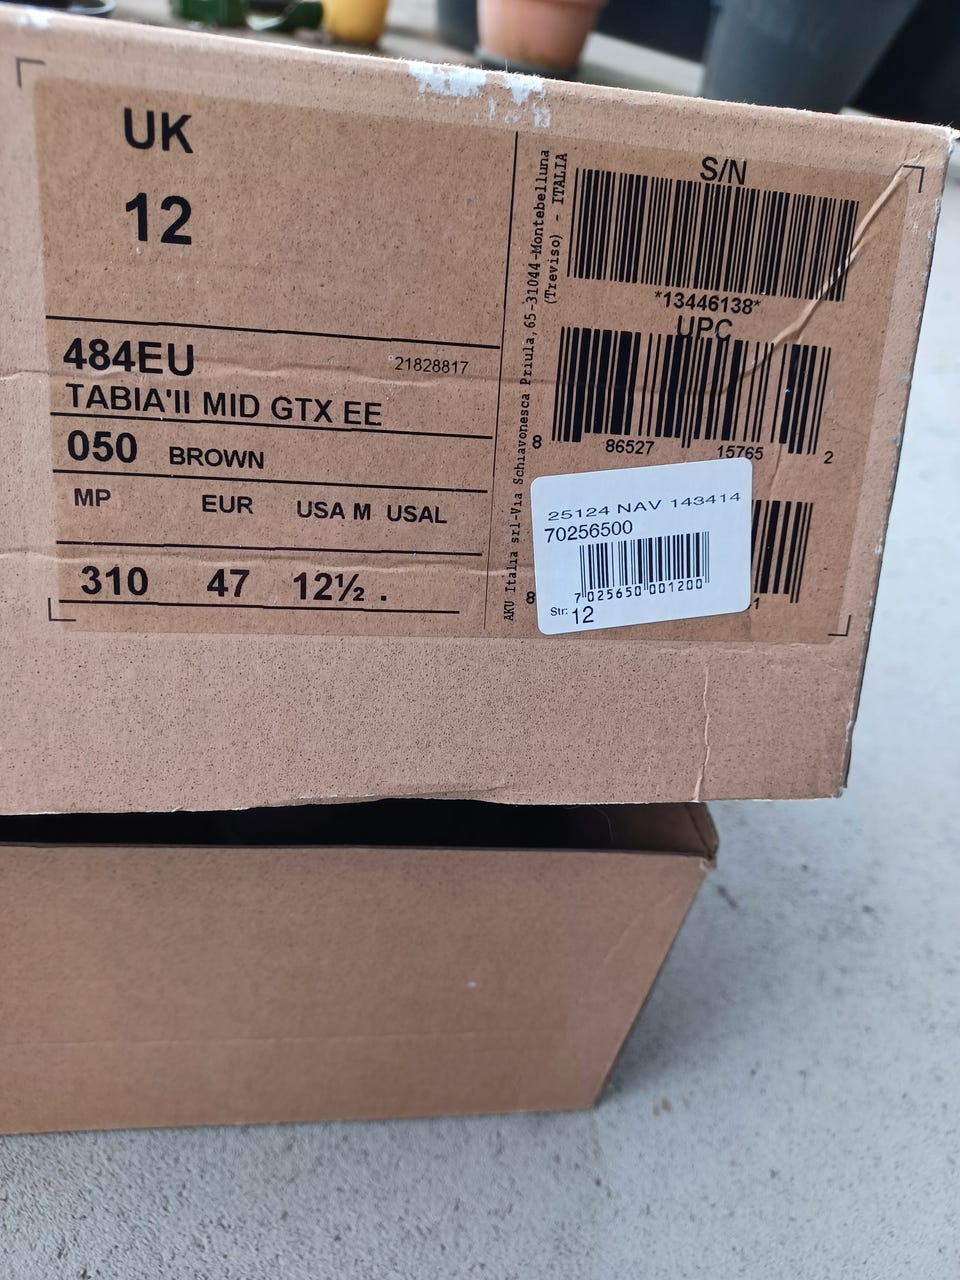 UK
12
484EU 21828817
TABIA'II MID GTX EE
050 BROWN
MP EUR USA M USAL
310 47 12½ .
AKU Italia srl-Via Schiavonesca Priula,65-31044-Montebelluna
(Treviso) - ITALIA
S/N
*13446138*
UPC
8 86527 15765 2
8
1
25124 NAV 143414
70256500
7 025650 001200
Str: 12